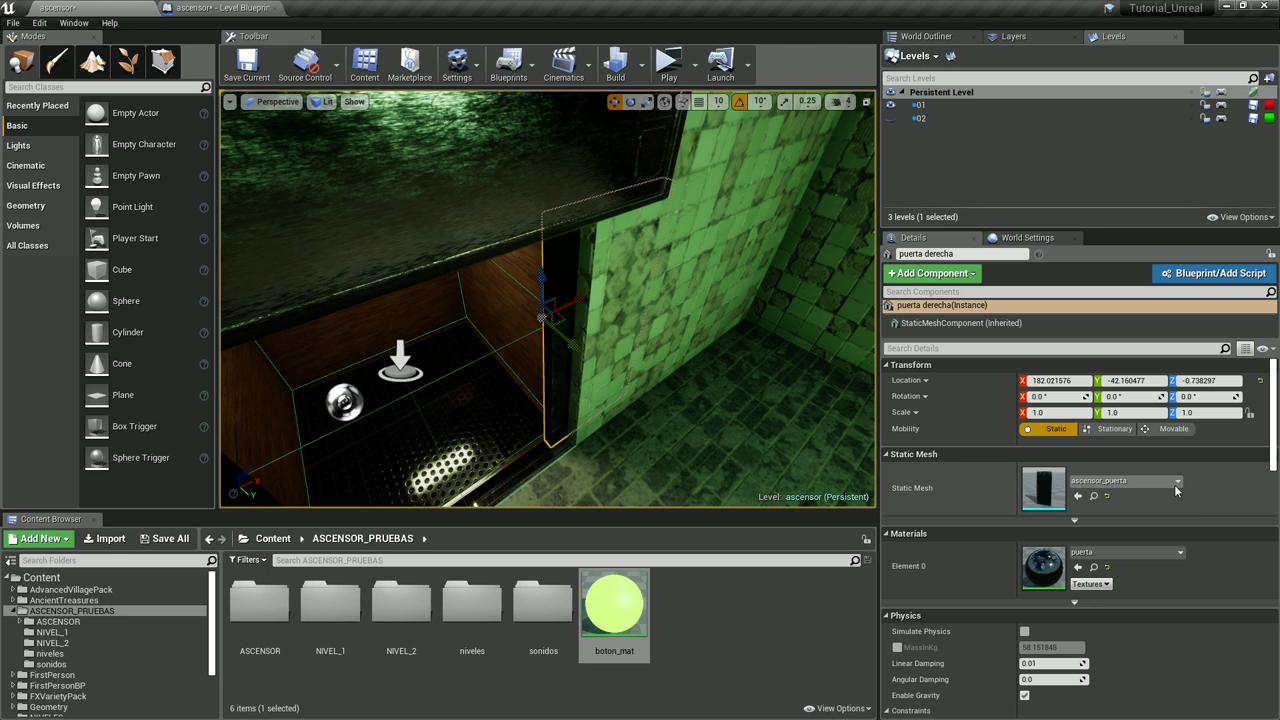 ascensor*
ascensor* - Level Blueprint
Tutorial_Unreal
File Edit Window Help
Modes
Toolbar
World Outliner
Layers
Levels
Save Current
Source Control
Content
Marketplace
Settings
Blueprints
Cinematics
Build
Play
Launch
Levels
Search Classes
Search Levels
Recently Placed
Basic
Lights
Cinematic
Visual Effects
Geometry
Volumes
All Classes
Empty Actor
Empty Character
Empty Pawn
Point Light
Player Start
Cube
Sphere
Cylinder
Cone
Plane
Box Trigger
Sphere Trigger
Perspective
Lit
Show
10
10°
0.25
4
X
Y
Z
Level: ascensor (Persistent)
Persistent Level
01
02
3 levels (1 selected)
View Options
Details
World Settings
puerta derecha
+Add Component
Blueprint/Add Script
Search Components
puerta derecha(Instance)
StaticMeshComponent (Inherited)
Search Details
Transform
Location X 182.021576 Y -42.160477 Z -0.738297
Rotation X 0.0 ° Y 0.0 ° Z 0.0 °
Scale X 1.0 Y 1.0 Z 1.0
Mobility Static Stationary Movable
Static Mesh
Static Mesh
ascensor_puerta
Materials
Element 0
puerta
Textures
Physics
Simulate Physics
MassInKg 58.151848
Linear Damping 0.01
Angular Damping 0.0
Enable Gravity
Constraints
Content Browser
Add New
Import
Save All
Content
ASCENSOR_PRUEBAS
Search Folders
Filters
Search ASCENSOR_PRUEBAS
Content
AdvancedVillagePack
AncientTreasures
ASCENSOR_PRUEBAS
ASCENSOR
NIVEL_1
NIVEL_2
niveles
sonidos
FirstPerson
FirstPersonBP
FXVarietyPack
Geometry
ASCENSOR
NIVEL_1
NIVEL_2
niveles
sonidos
boton_mat
6 items (1 selected)
View Options